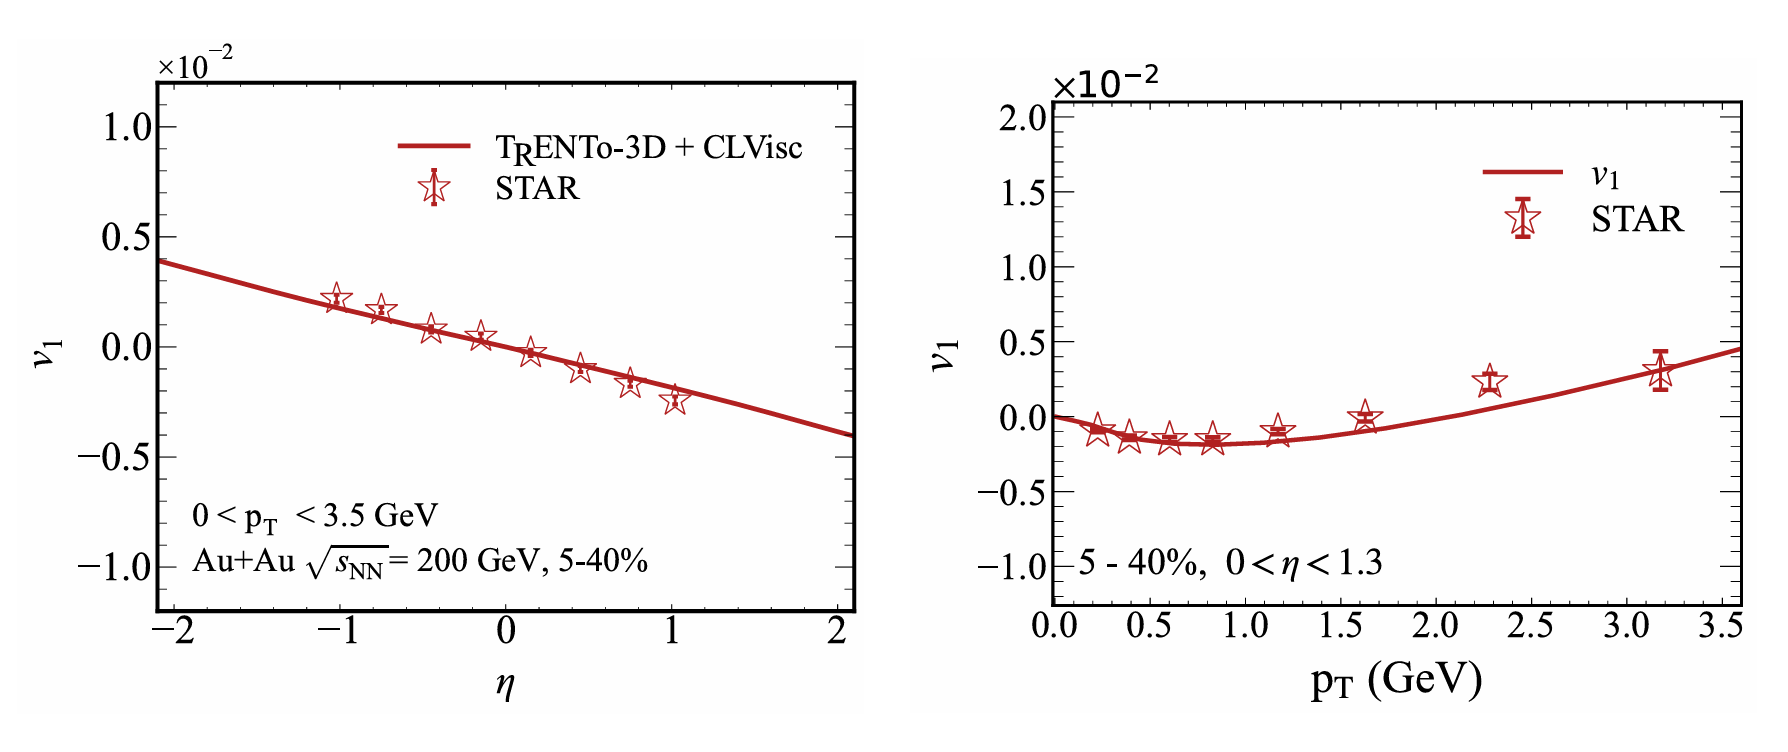 ×10⁻²
1.0
0.5
0.0
−0.5
−1.0
v₁
TRENTo-3D + CLVisc
STAR
0 < pT < 3.5 GeV
Au+Au √sNN = 200 GeV, 5-40%
−2 −1 0 1 2
η
×10⁻²
2.0
1.5
1.0
0.5
0.0
−0.5
−1.0
v₁
v₁
STAR
5 - 40%, 0 < η < 1.3
0.0 0.5 1.0 1.5 2.0 2.5 3.0 3.5
pT (GeV)